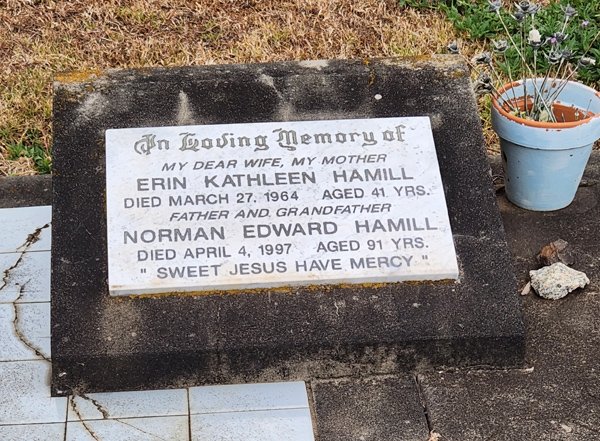 In Loving Memory of
MY DEAR WIFE, MY MOTHER
ERIN KATHLEEN HAMILL
DIED MARCH 27, 1964 AGED 41 YRS.
FATHER AND GRANDFATHER
NORMAN EDWARD HAMILL
DIED APRIL 4, 1997 AGED 91 YRS.
" SWEET JESUS HAVE MERCY "